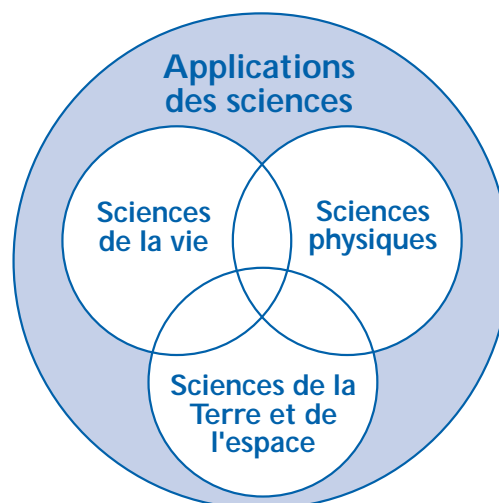 Applications
des sciences
Sciences
de la vie
Sciences
physiques
Sciences de la
Terre et de
l'espace